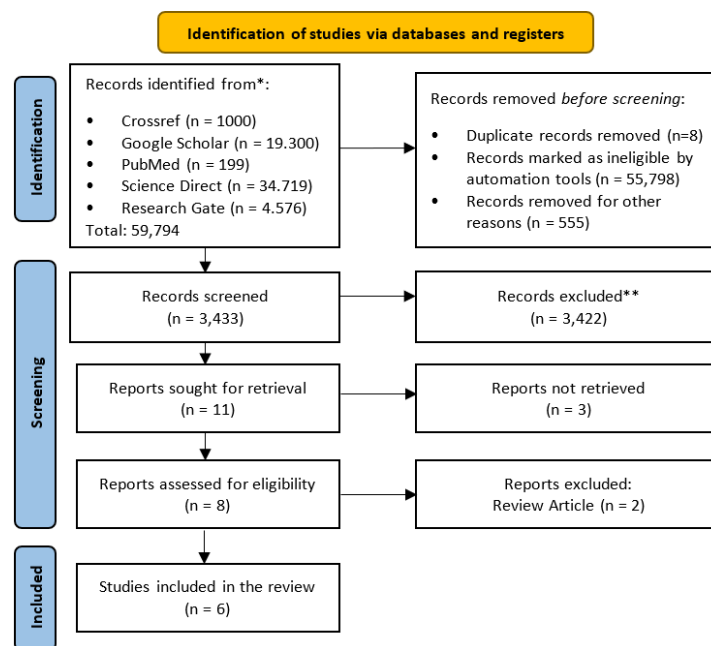 Identification of studies via databases and registers
Identification
Records identified from*:
• Crossref (n = 1000)
• Google Scholar (n = 19.300)
• PubMed (n = 199)
• Science Direct (n = 34.719)
• Research Gate (n = 4.576)
Total: 59,794
Records removed before screening:
• Duplicate records removed (n=8)
• Records marked as ineligible by
automation tools (n = 55,798)
• Records removed for other
reasons (n = 555)
Screening
Records screened
(n = 3,433)
Records excluded**
(n = 3,422)
Reports sought for retrieval
(n = 11)
Reports not retrieved
(n = 3)
Reports assessed for eligibility
(n = 8)
Reports excluded:
Review Article (n = 2)
Included
Studies included in the review
(n = 6)